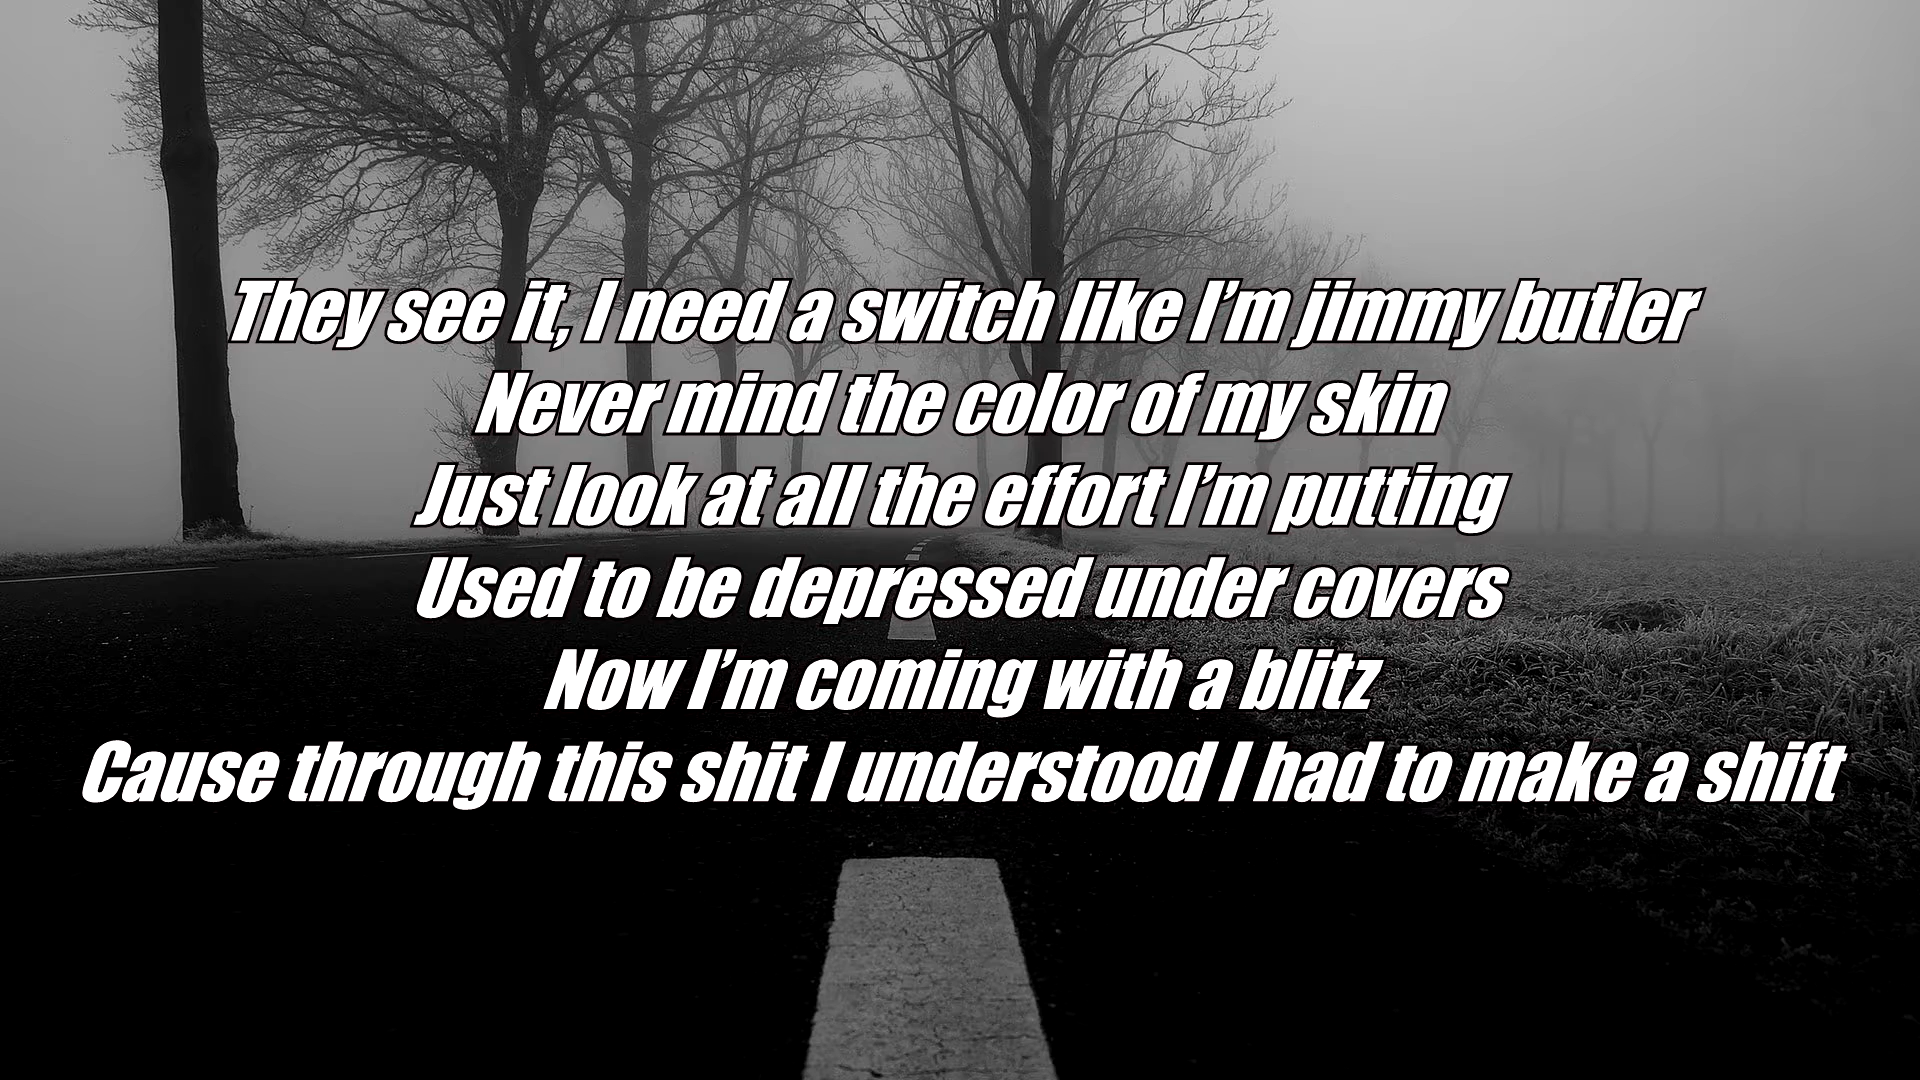 They see it, I need a switch like I’m jimmy butler
Never mind the color of my skin
Just look at all the effort I’m putting
Used to be depressed under covers
Now I’m coming with a blitz
Cause through this shit I understood I had to make a shift